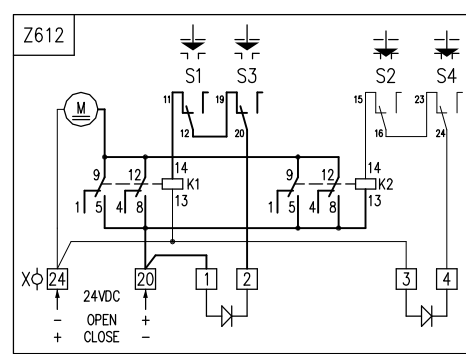 Z612
S1 S3 S2 S4
M
11 19 15 23
12 20 16 24
14 14
9 12 K1 9 12 K2
1 5 4 8 13 1 5 4 8 13
X 24 20 1 2 3 4
24VDC
- OPEN +
+ CLOSE -